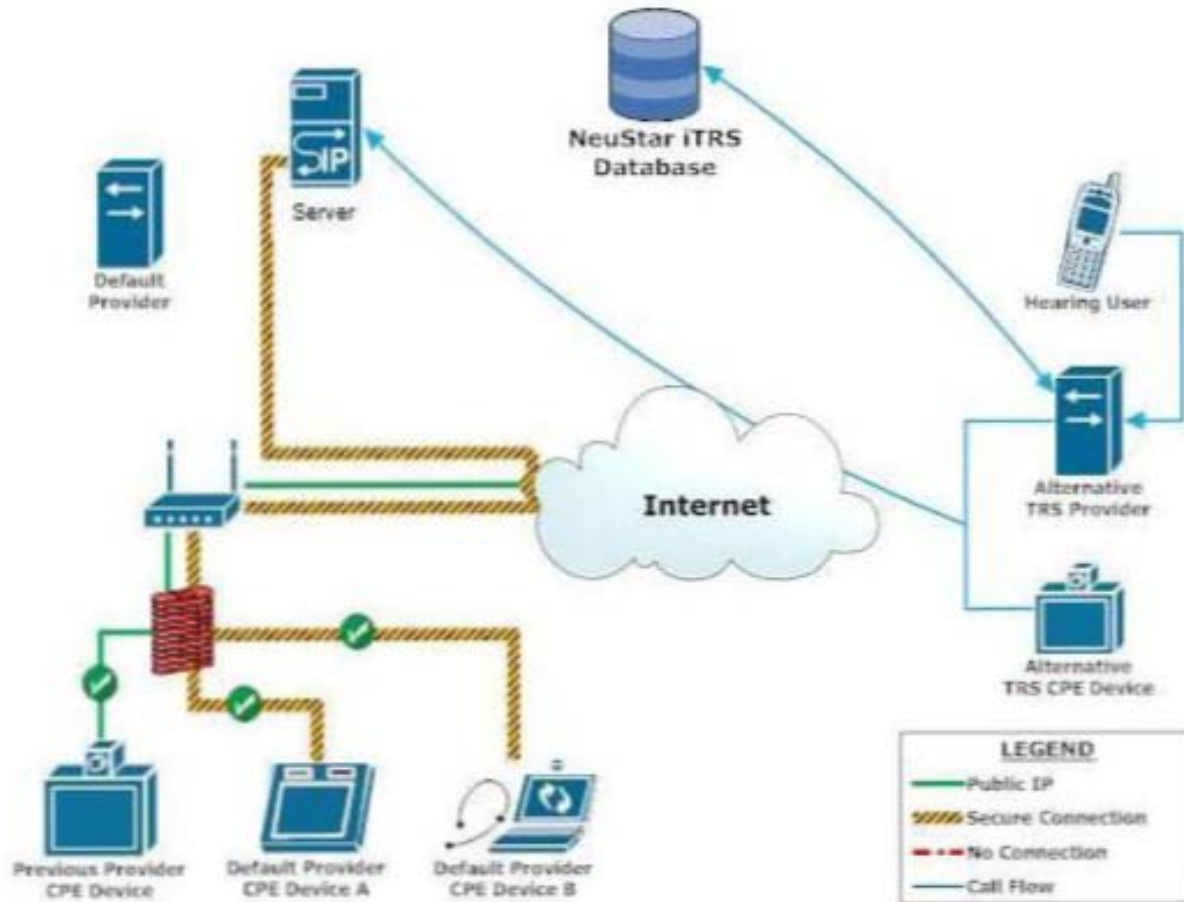 SIP
Server
NeuStar iTRS
Database
Default
Provider
Hearing User
Internet
Alternative
TRS Provider
Alternative
TRS CPE Device
Previous Provider
CPE Device
Default Provider
CPE Device A
Default Provider
CPE Device B
LEGEND
Public IP
Secure Connection
No Connection
Call Flow